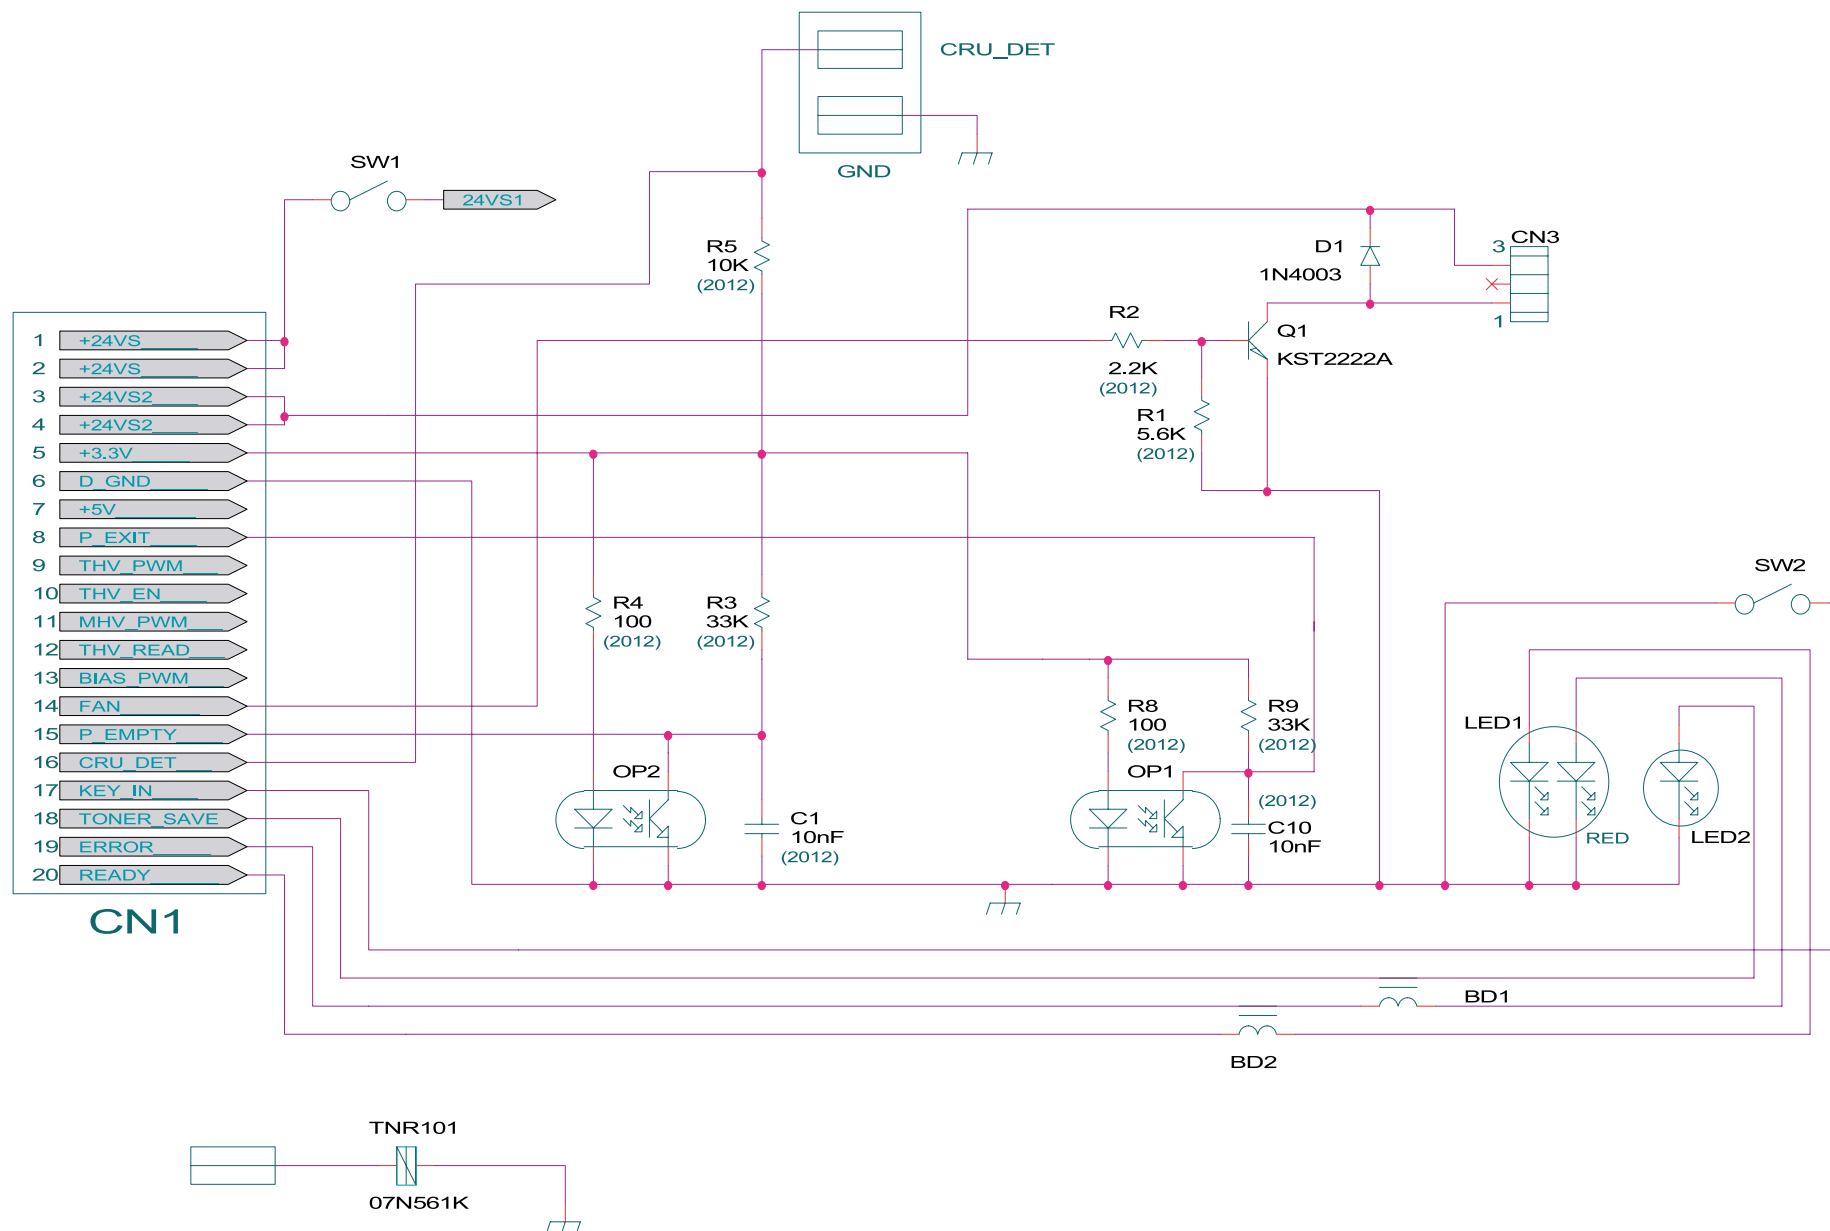 CRU_DET
GND
SW1
24VS1
R5
10K
(2012)
D1
1N4003
3 CN3
1
R2
2.2K
(2012)
Q1
KST2222A
R1
5.6K
(2012)
1 +24VS
2 +24VS
3 +24VS2
4 +24VS2
5 +3.3V
6 D_GND
7 +5V
8 P_EXIT
9 THV_PWM
10 THV_EN
11 MHV_PWM
12 THV_READ
13 BIAS_PWM
14 FAN
15 P_EMPTY
16 CRU_DET
17 KEY_IN
18 TONER_SAVE
19 ERROR
20 READY
CN1
R4
100
(2012)
R3
33K
(2012)
SW2
R8
100
(2012)
R9
33K
(2012)
LED1
RED
LED2
OP2
C1
10nF
(2012)
OP1
(2012)
C10
10nF
BD1
BD2
TNR101
07N561K